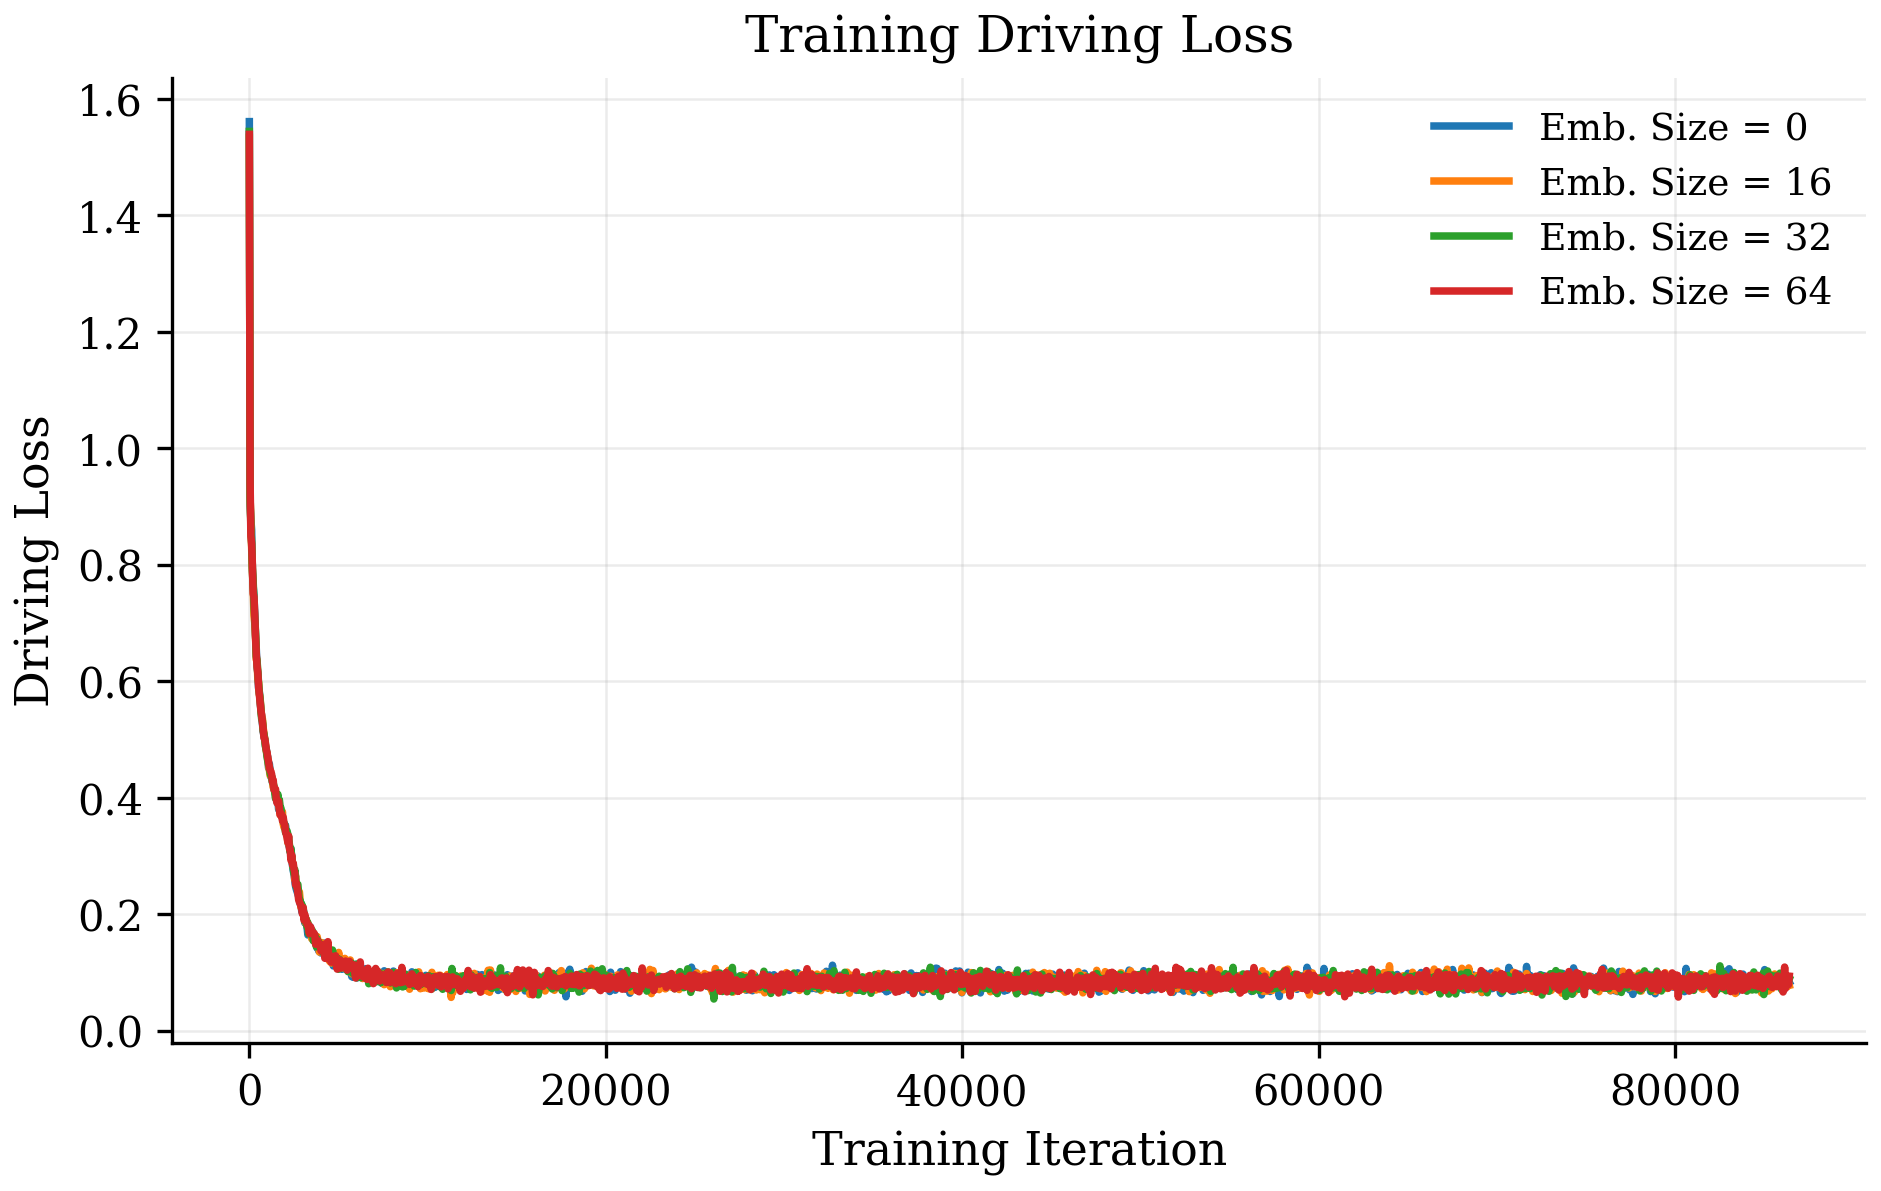 Training Driving Loss
1.6
1.4
1.2
1.0
0.8
0.6
0.4
0.2
0.0
Driving Loss
Emb. Size = 0
Emb. Size = 16
Emb. Size = 32
Emb. Size = 64
0 20000 40000 60000 80000
Training Iteration